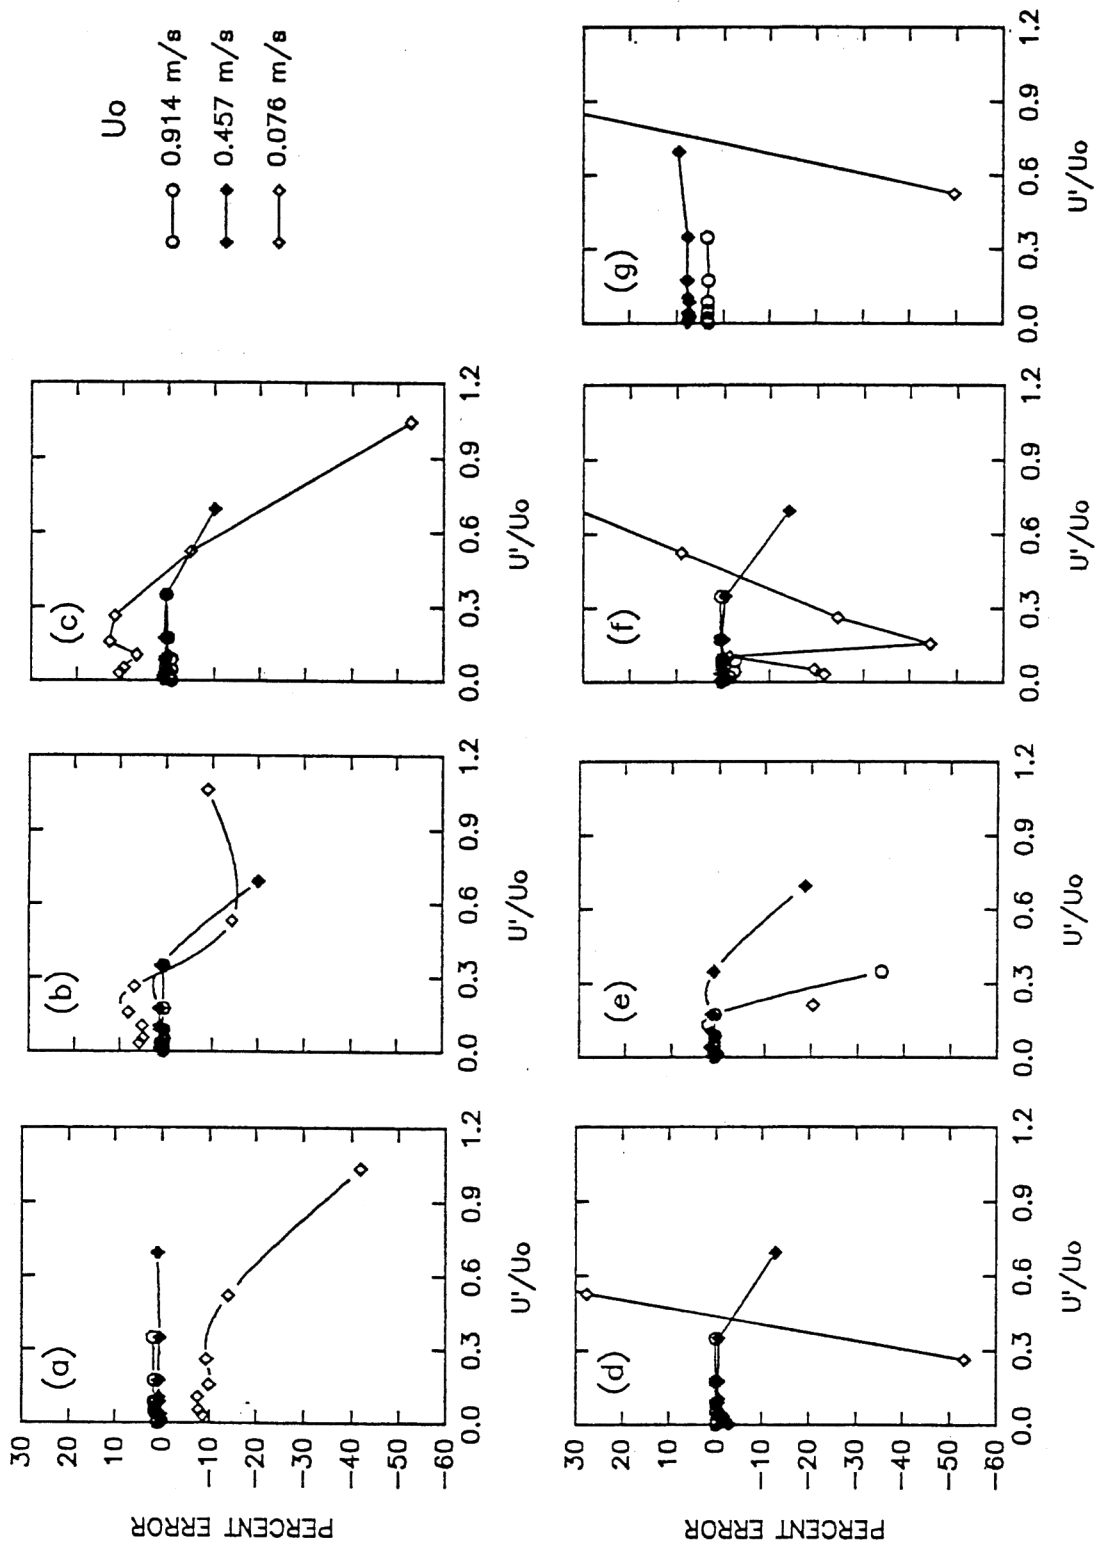 Uo
0.914 m/s
0.457 m/s
0.076 m/s
(a)
30
20
10
0
-10
-20
-30
-40
-50
-60
PERCENT ERROR
0.0 0.3 0.6 0.9 1.2
U'/Uo
(b)
0.0 0.3 0.6 0.9 1.2
U'/Uo
(c)
0.0 0.3 0.6 0.9 1.2
U'/Uo
(d)
30
20
10
0
-10
-20
-30
-40
-50
-60
PERCENT ERROR
0.0 0.3 0.6 0.9 1.2
U'/Uo
(e)
0.0 0.3 0.6 0.9 1.2
U'/Uo
(f)
0.0 0.3 0.6 0.9 1.2
U'/Uo
(g)
0.0 0.3 0.6 0.9 1.2
U'/Uo